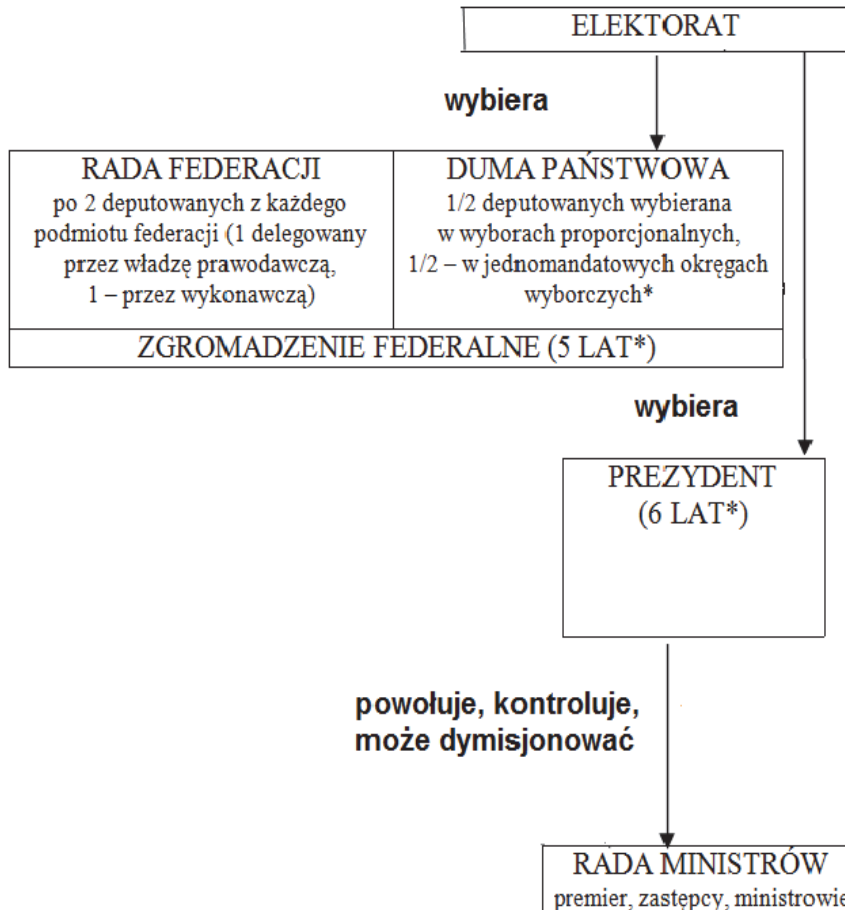 ELEKTORAT
wybiera
RADA FEDERACJI
po 2 deputowanych z każdego
podmiotu federacji (1 delegowany
przez władzę prawodawczą,
1 – przez wykonawczą)
DUMA PAŃSTWOWA
1/2 deputowanych wybierana
w wyborach proporcjonalnych,
1/2 – w jednomandatowych okręgach
wyborczych*
ZGROMADZENIE FEDERALNE (5 LAT*)
wybiera
PREZYDENT
(6 LAT*)
powołuje, kontroluje,
może dymisjonować
RADA MINISTRÓW
premier, zastępcy, ministrowie